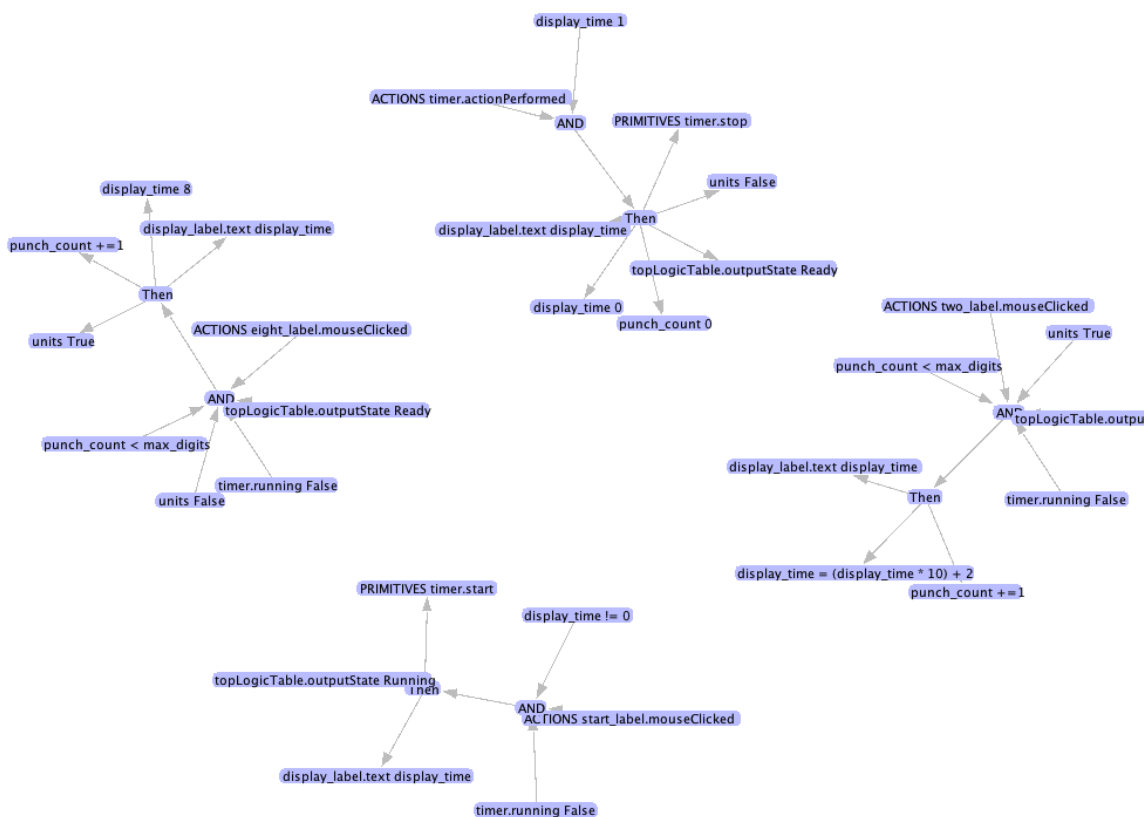 display_time 1
ACTIONS timer.actionPerformed
AND
PRIMITIVES timer.stop
units False
Then
display_label.text display_time
topLogicTable.outputState Ready
display_time 0
punch_count 0
display_time 8
display_label.text display_time
punch_count +=1
Then
units True
ACTIONS eight_label.mouseClicked
AND
topLogicTable.outputState Ready
punch_count < max_digits
timer.running False
units False
ACTIONS two_label.mouseClicked
units True
punch_count < max_digits
AND
topLogicTable.outpu
display_label.text display_time
Then
timer.running False
display_time = (display_time * 10) + 2
punch_count +=1
PRIMITIVES timer.start
display_time != 0
topLogicTable.outputState Running
Then
AND
ACTIONS start_label.mouseClicked
display_label.text display_time
timer.running False